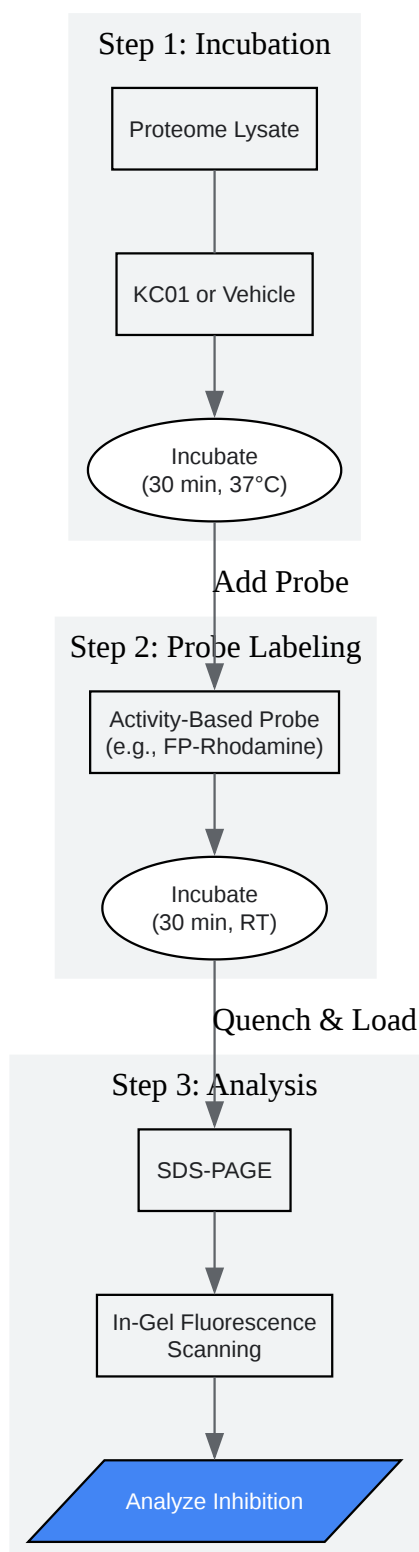 Step 1: Incubation
Proteome Lysate
KC01 or Vehicle
Incubate
(30 min, 37°C)
Add Probe
Step 2: Probe Labeling
Activity-Based Probe
(e.g., FP-Rhodamine)
Incubate
(30 min, RT)
Quench & Load
Step 3: Analysis
SDS-PAGE
In-Gel Fluorescence
Scanning
Analyze Inhibition